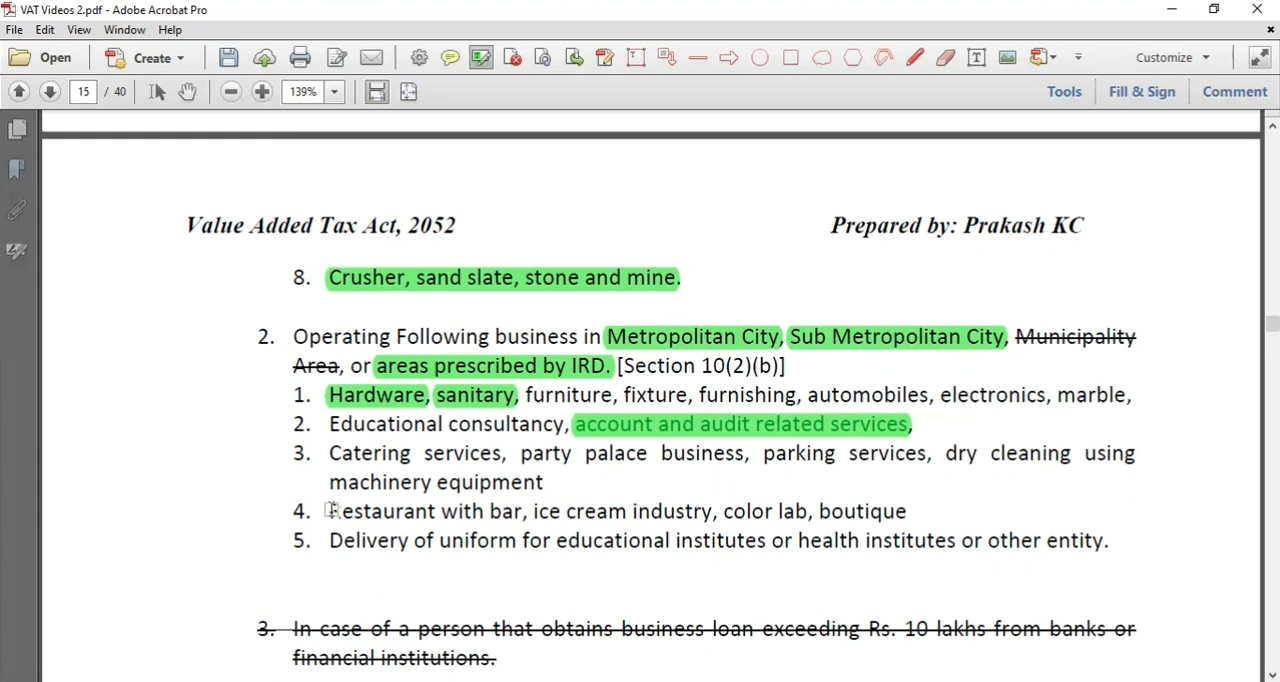 VAT Videos 2.pdf - Adobe Acrobat Pro
File Edit View Window Help
Open Create Customize
15 / 40 139% Tools Fill & Sign Comment
Value Added Tax Act, 2052 Prepared by: Prakash KC
8. Crusher, sand slate, stone and mine.
2. Operating Following business in Metropolitan City, Sub Metropolitan City, Municipality
Area, or areas prescribed by IRD. [Section 10(2)(b)]
1. Hardware, sanitary, furniture, fixture, furnishing, automobiles, electronics, marble,
2. Educational consultancy, account and audit related services,
3. Catering services, party palace business, parking services, dry cleaning using
machinery equipment
4. Restaurant with bar, ice cream industry, color lab, boutique
5. Delivery of uniform for educational institutes or health institutes or other entity.
3. In case of a person that obtains business loan exceeding Rs. 10 lakhs from banks or
financial institutions.